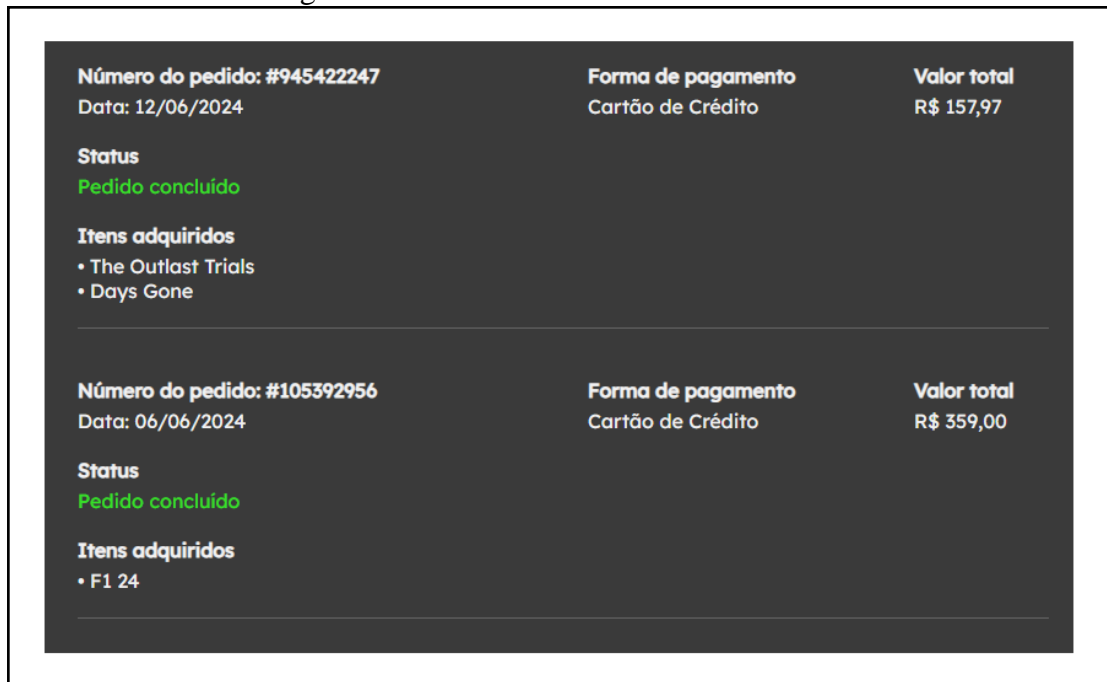 Número do pedido: #945422247 Forma de pagamento Valor total
Data: 12/06/2024 Cartão de Crédito R$ 157,97
Status
Pedido concluído
Itens adquiridos
• The Outlast Trials
• Days Gone
Número do pedido: #105392956 Forma de pagamento Valor total
Data: 06/06/2024 Cartão de Crédito R$ 359,00
Status
Pedido concluído
Itens adquiridos
• F1 24